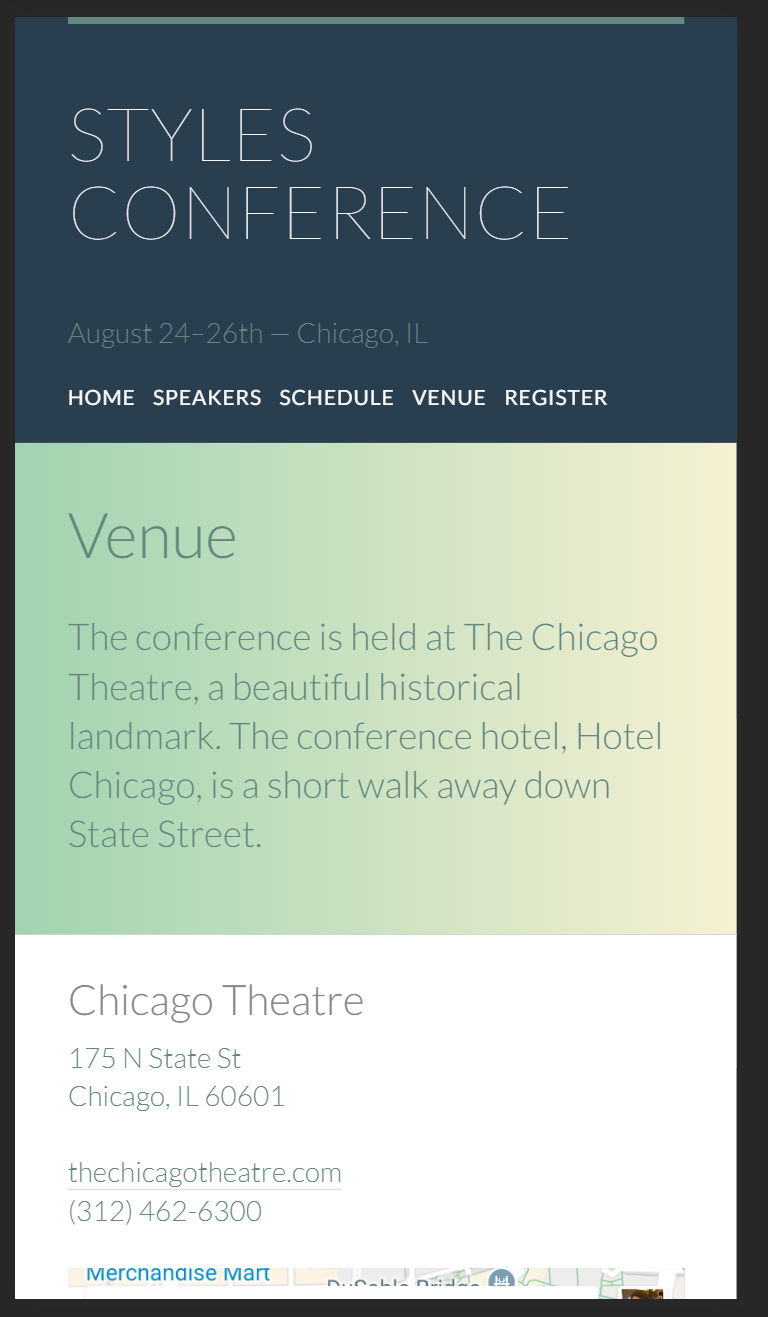 STYLES
CONFERENCE
August 24–26th — Chicago, IL
HOME SPEAKERS SCHEDULE VENUE REGISTER
Venue
The conference is held at The Chicago
Theatre, a beautiful historical
landmark. The conference hotel, Hotel
Chicago, is a short walk away down
State Street.
Chicago Theatre
175 N State St
Chicago, IL 60601
thechicagotheatre.com
(312) 462-6300
Merchandise Mart
DuSable Bridge